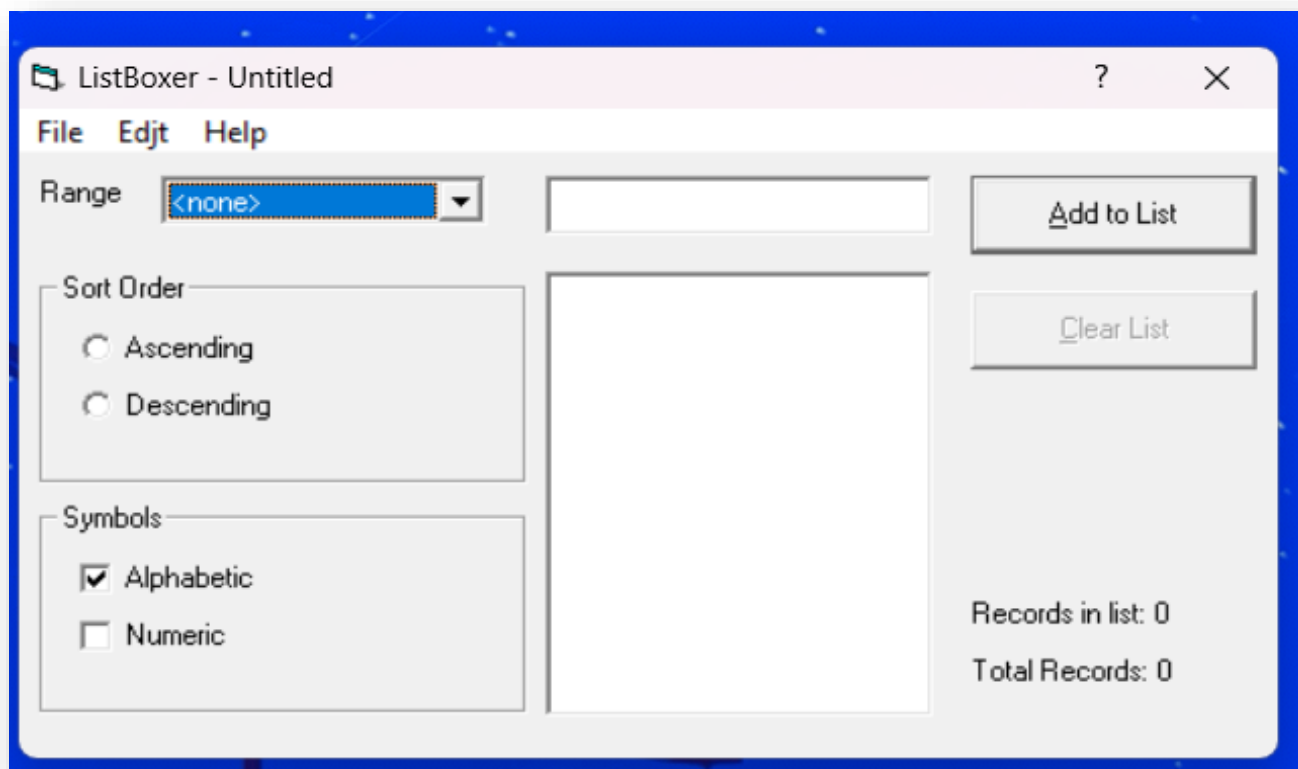 ListBoxer - Untitled ?
File Edjt Help
Range <none>
Add to List
Sort Order
Ascending
Descending
Clear List
Symbols
Alphabetic
Numeric
Records in list: 0
Total Records: 0